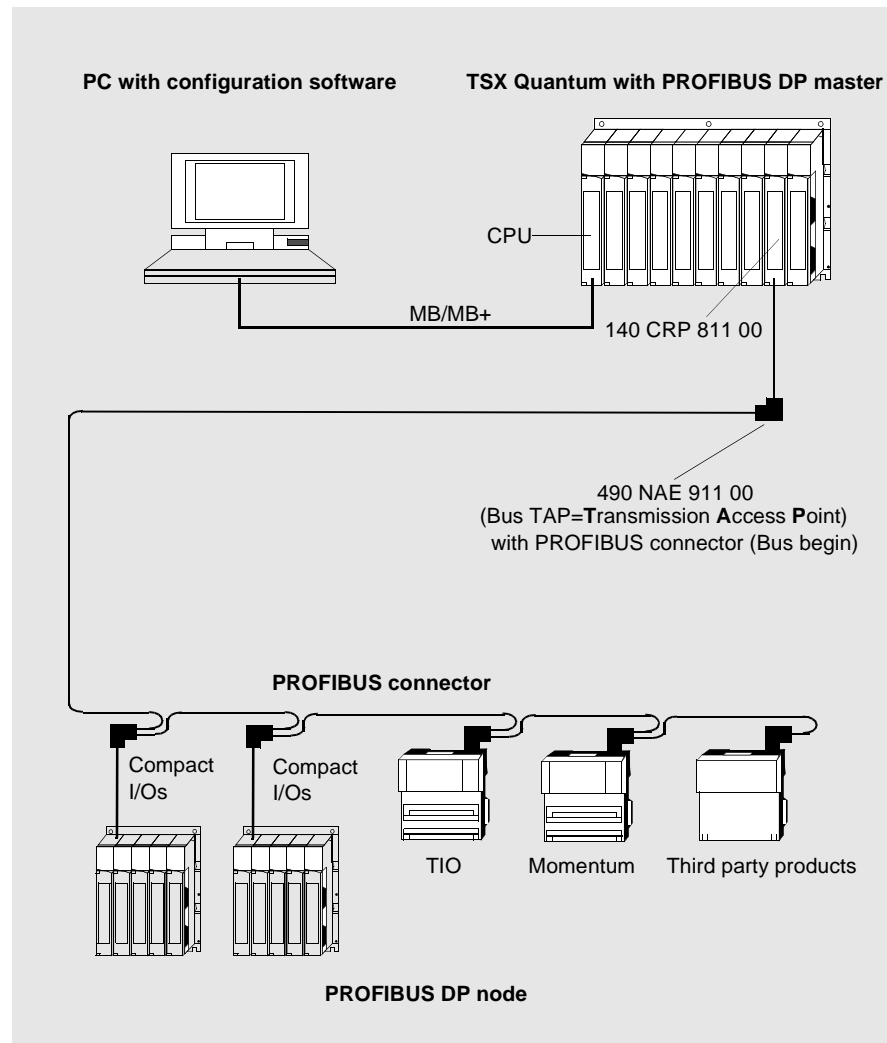 PC with configuration software
TSX Quantum with PROFIBUS DP master
CPU
MB/MB+
140 CRP 811 00
490 NAE 911 00
(Bus TAP=Transmission Access Point)
with PROFIBUS connector (Bus begin)
PROFIBUS connector
Compact
I/Os
Compact
I/Os
TIO
Momentum
Third party products
PROFIBUS DP node